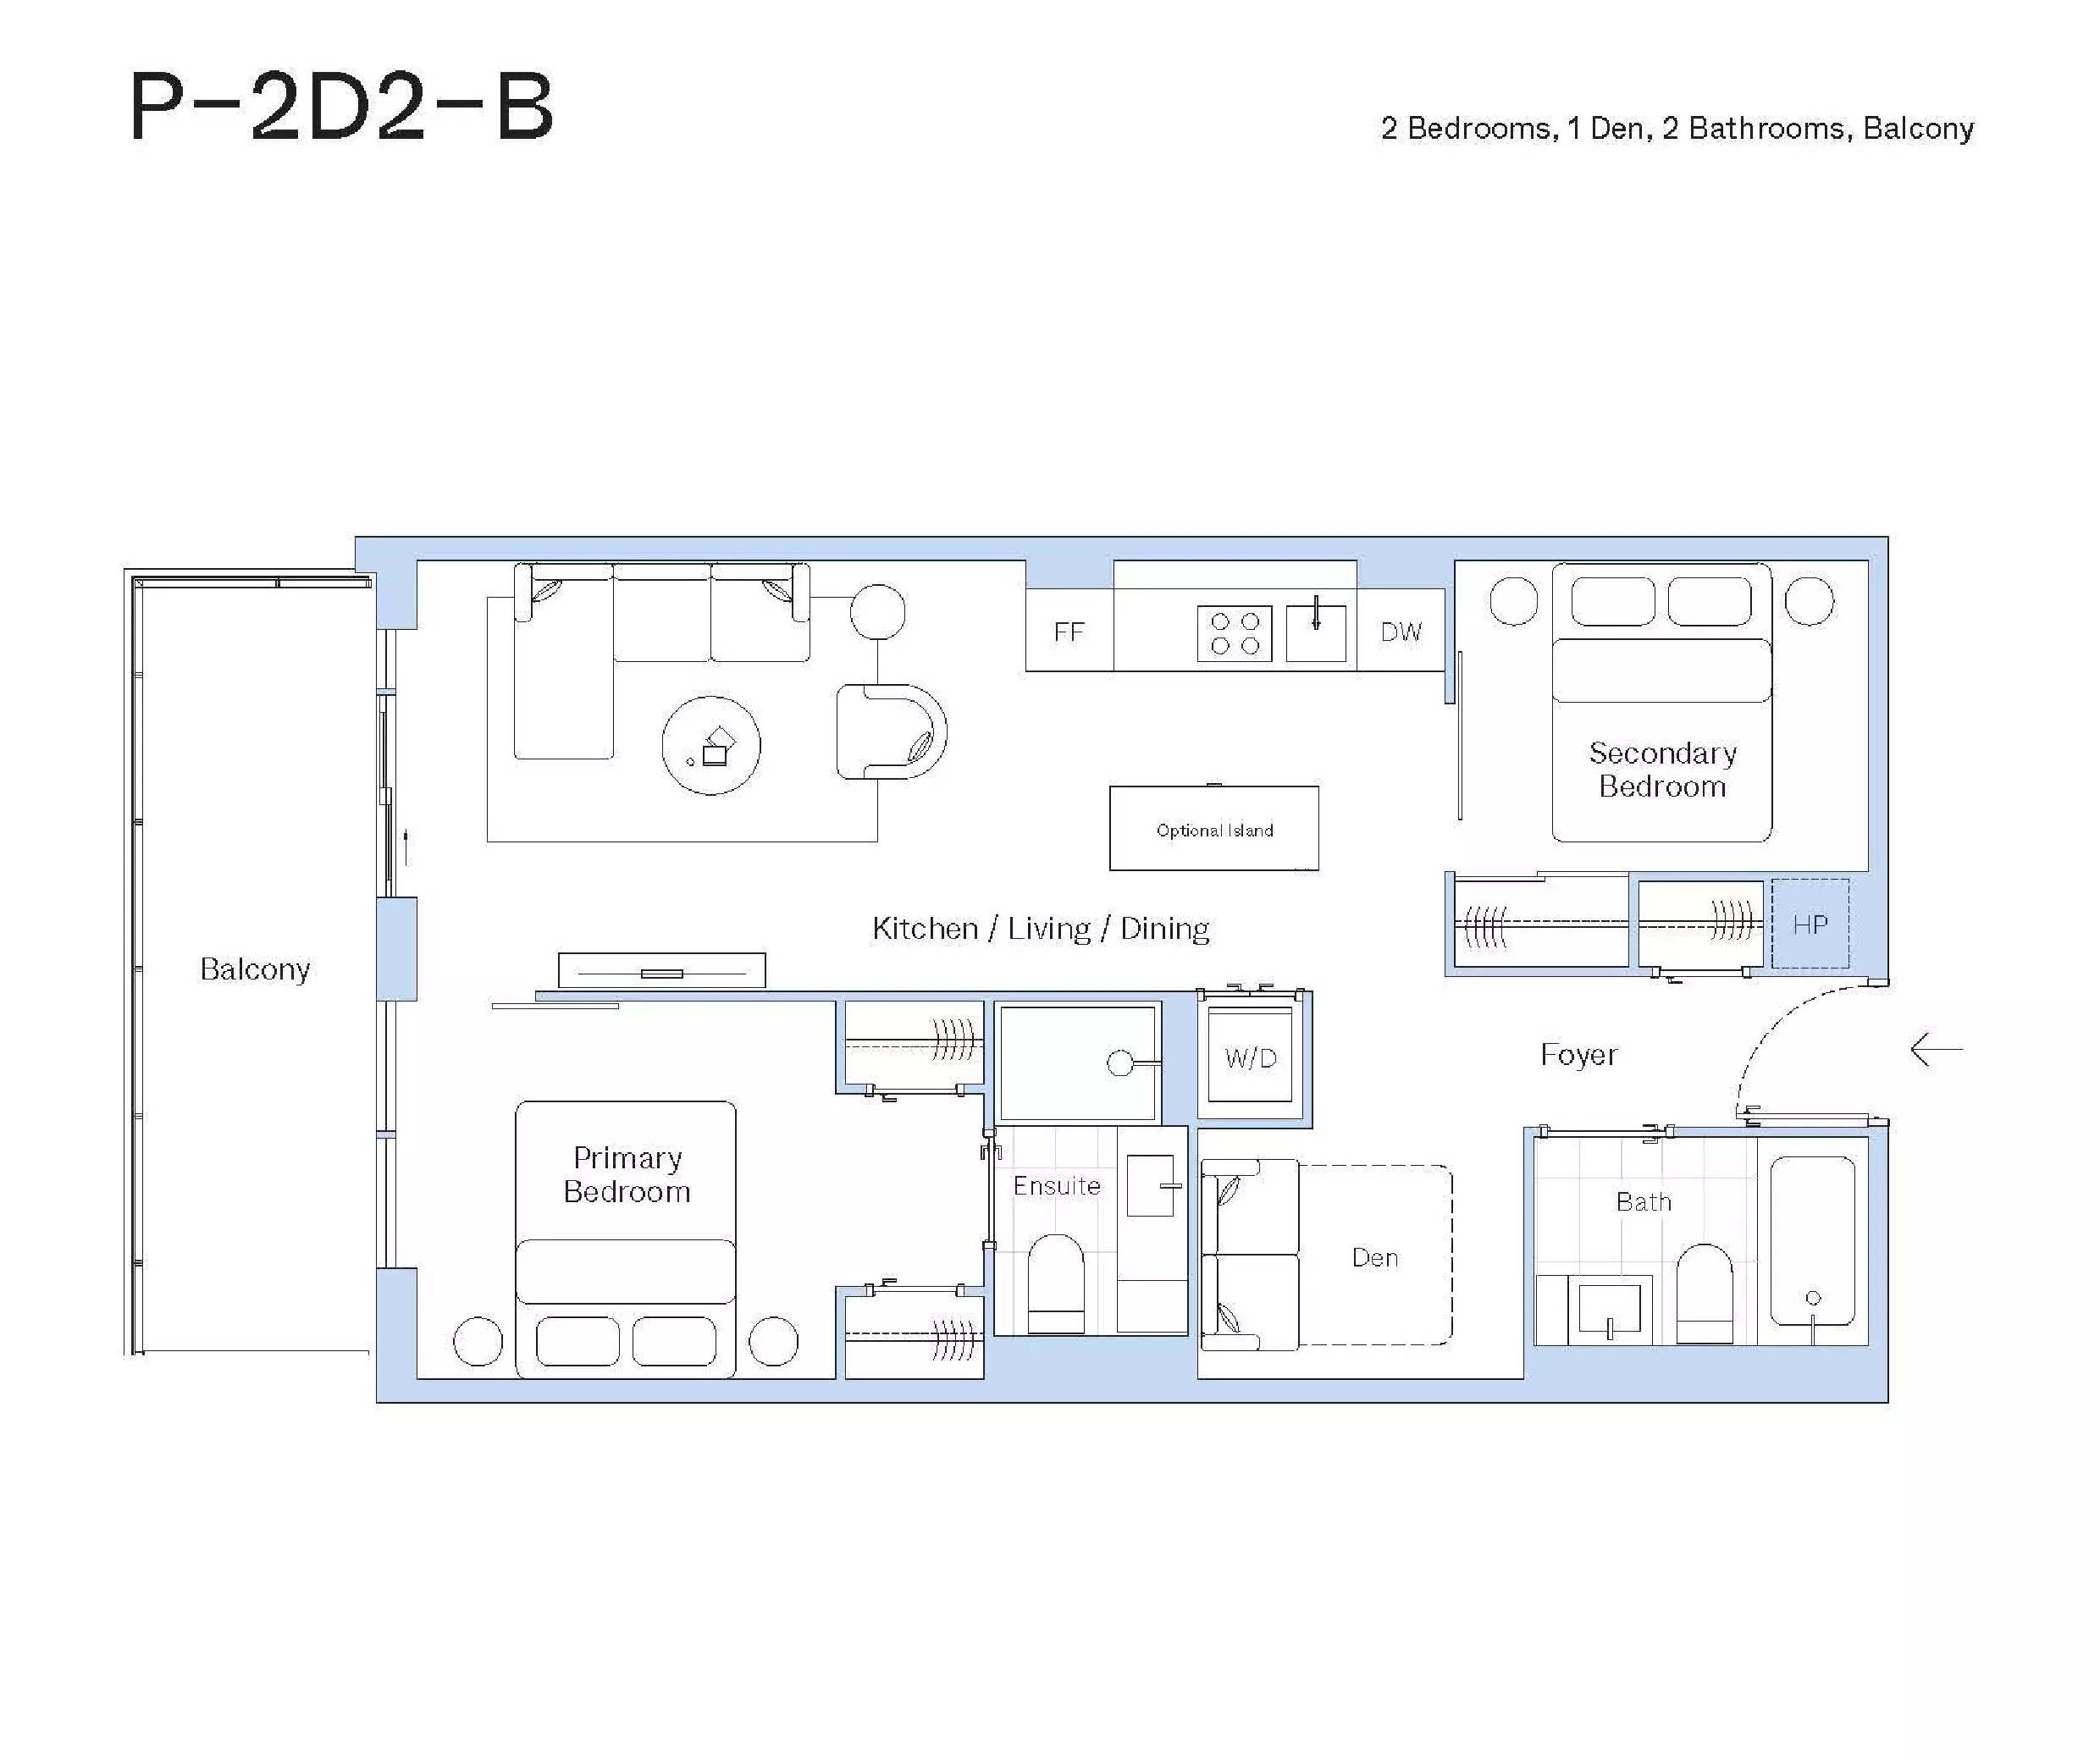 P-2D2-B
2 Bedrooms, 1 Den, 2 Bathrooms, Balcony
FF
DW
Secondary
Bedroom
Optional Island
Kitchen / Living / Dining
HP
Balcony
W/D
Foyer
Primary
Bedroom
Ensuite
Bath
Den